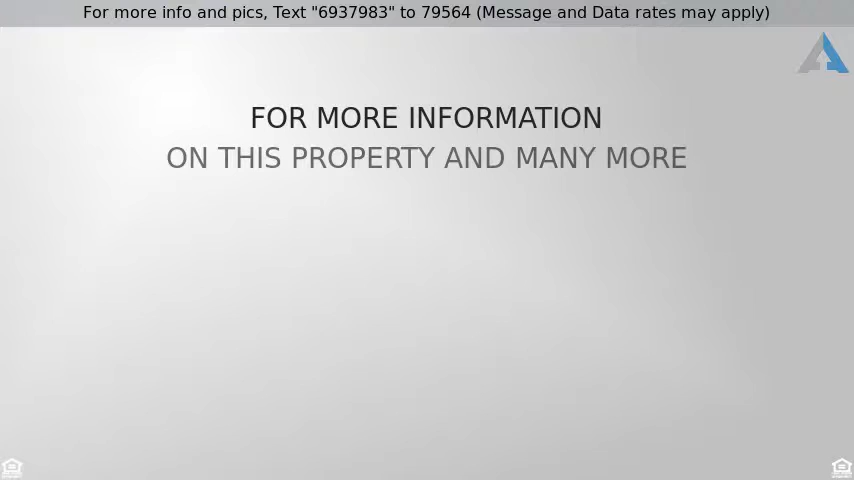 For more info and pics, Text "6937983" to 79564 (Message and Data rates may apply)
FOR MORE INFORMATION
ON THIS PROPERTY AND MANY MORE